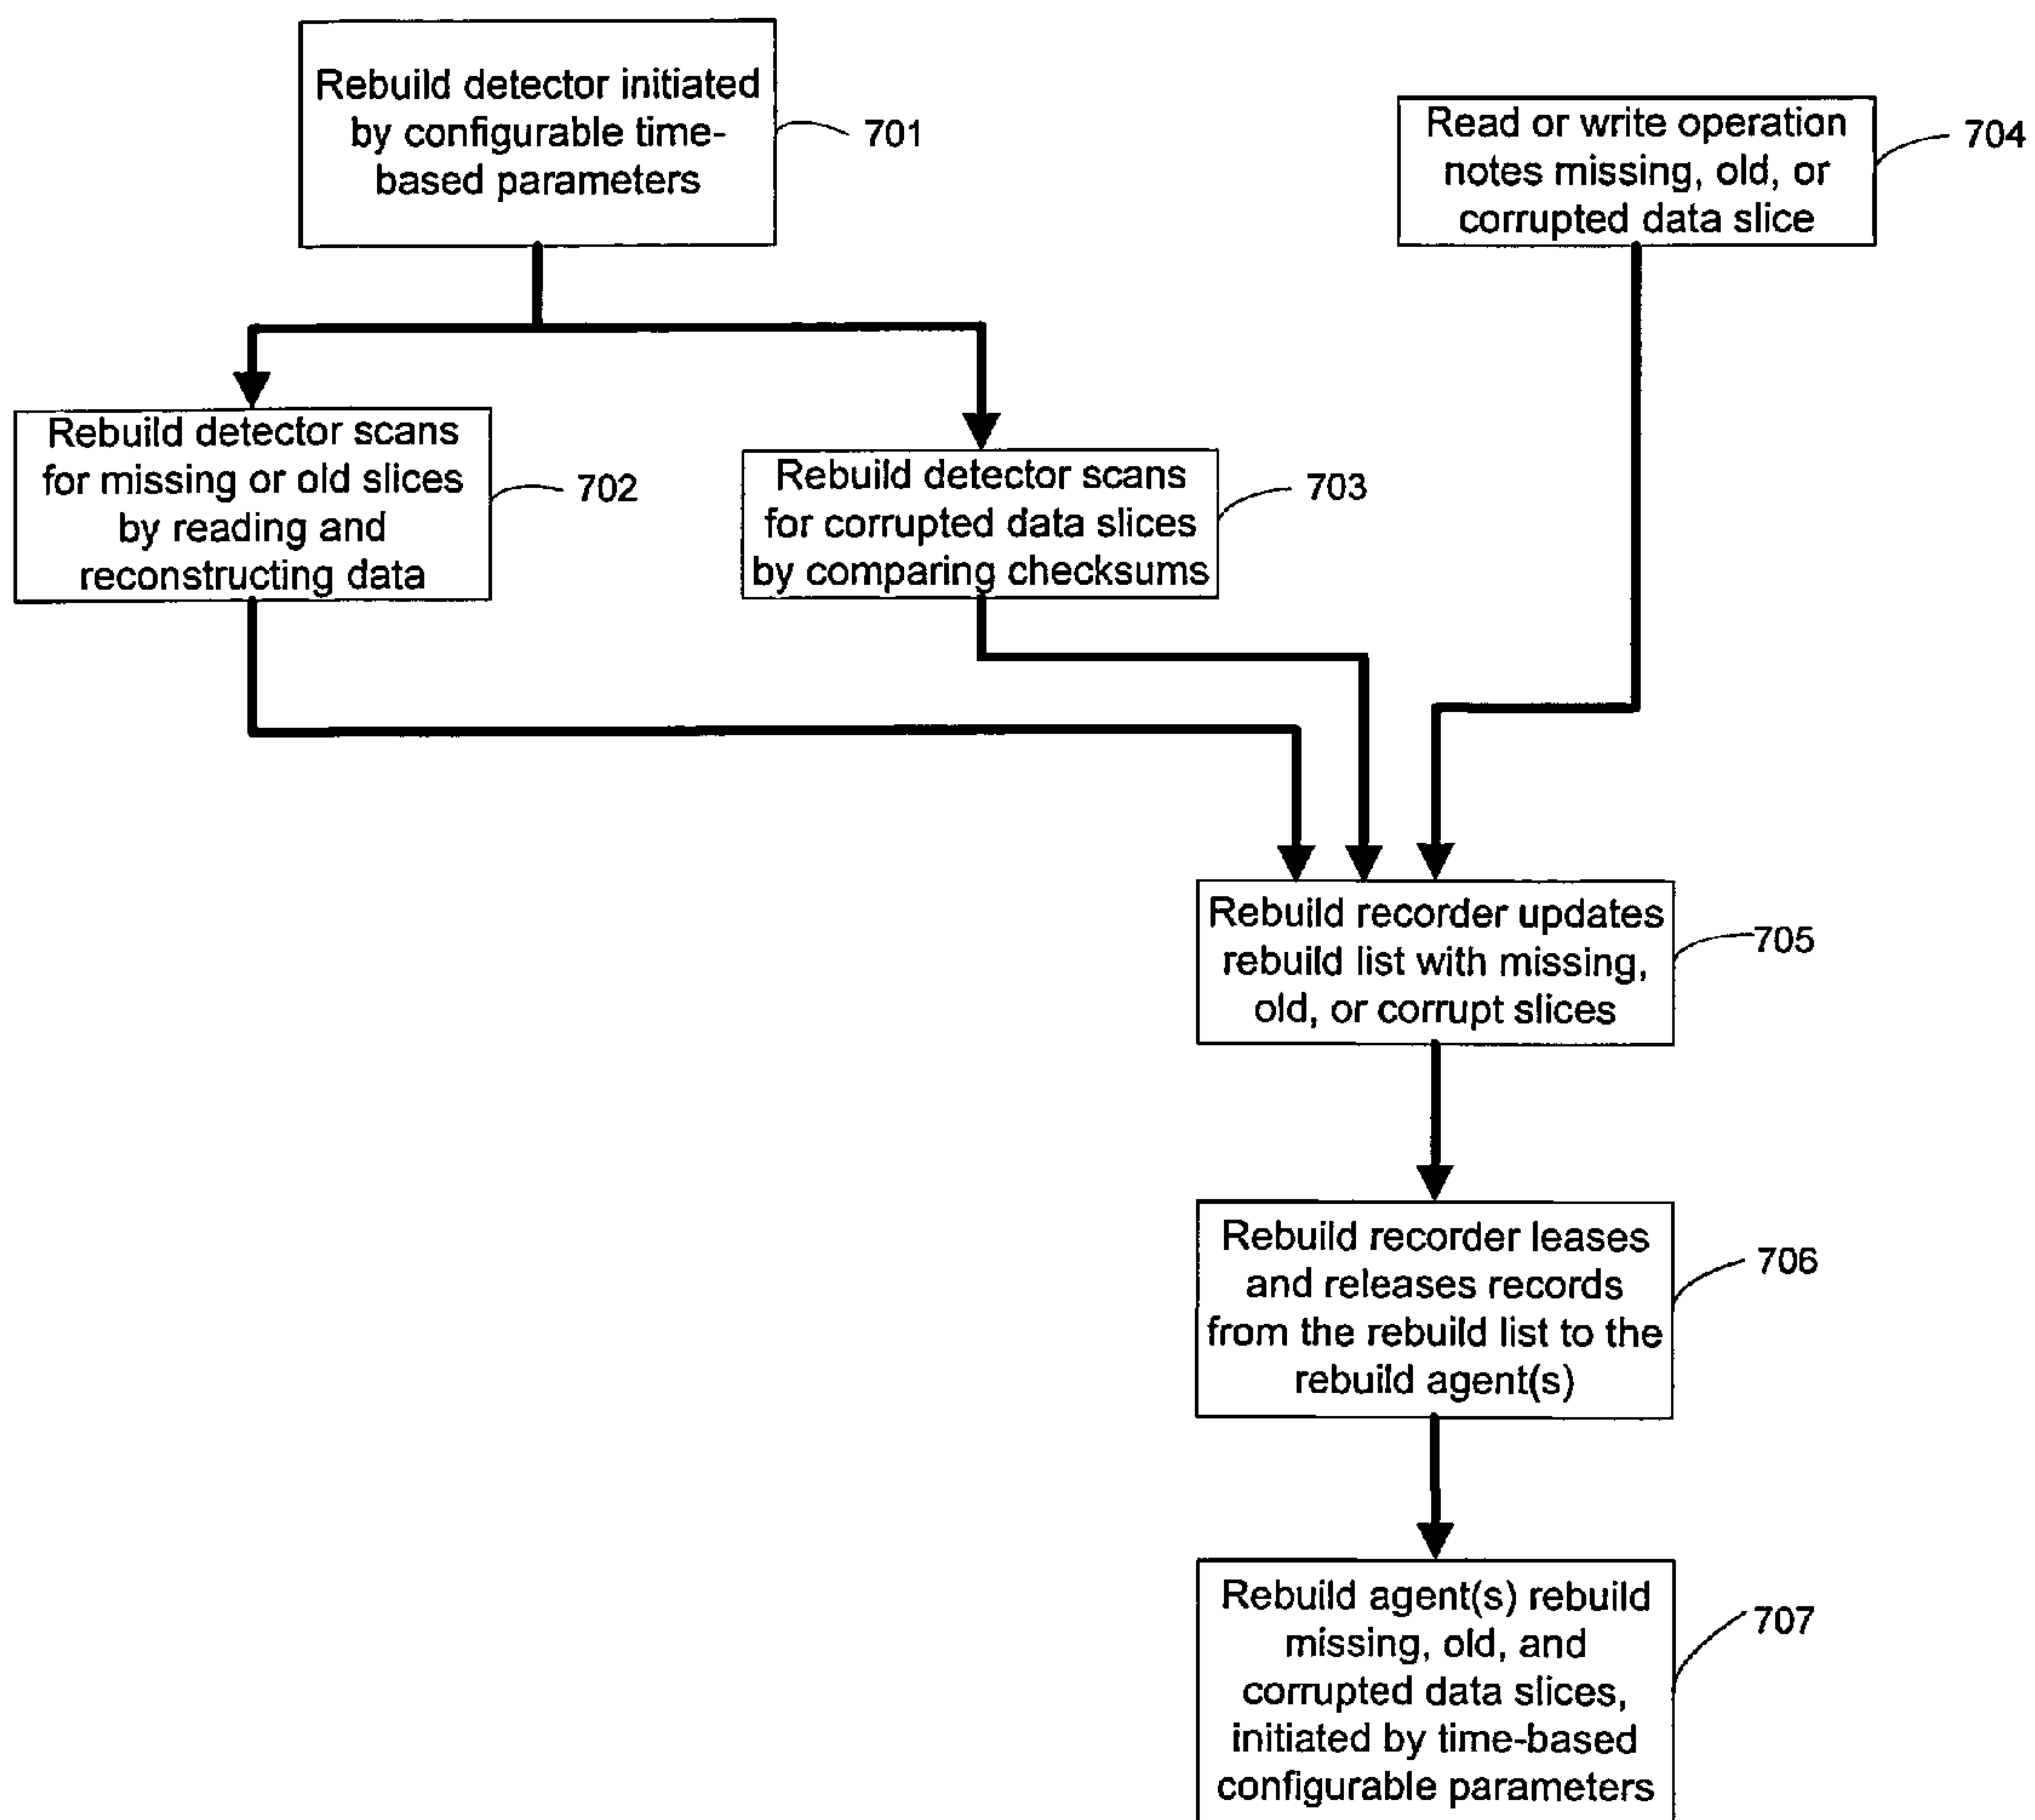 Rebuild detector initiated
by configurable time-
based parameters
701
Read or write operation
notes missing, old, or
corrupted data slice
704
Rebuild detector scans
for missing or old slices
by reading and
reconstructing data
702
Rebuild detector scans
for corrupted data slices
by comparing checksums
703
Rebuild recorder updates
rebuild list with missing,
old, or corrupt slices
705
Rebuild recorder leases
and releases records
from the rebuild list to the
rebuild agent(s)
706
Rebuild agent(s) rebuild
missing, old, and
corrupted data slices,
initiated by time-based
configurable parameters
707